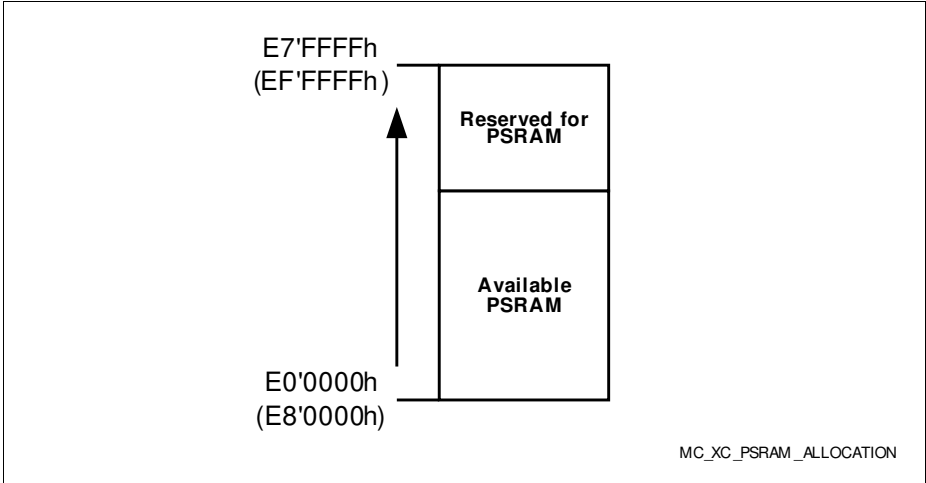 E7'FFFFh
(EF'FFFFh)
Reserved for
PSRAM
Available
PSRAM
E0'0000h
(E8'0000h)
MC_XC_PSRAM_ALLOCATION